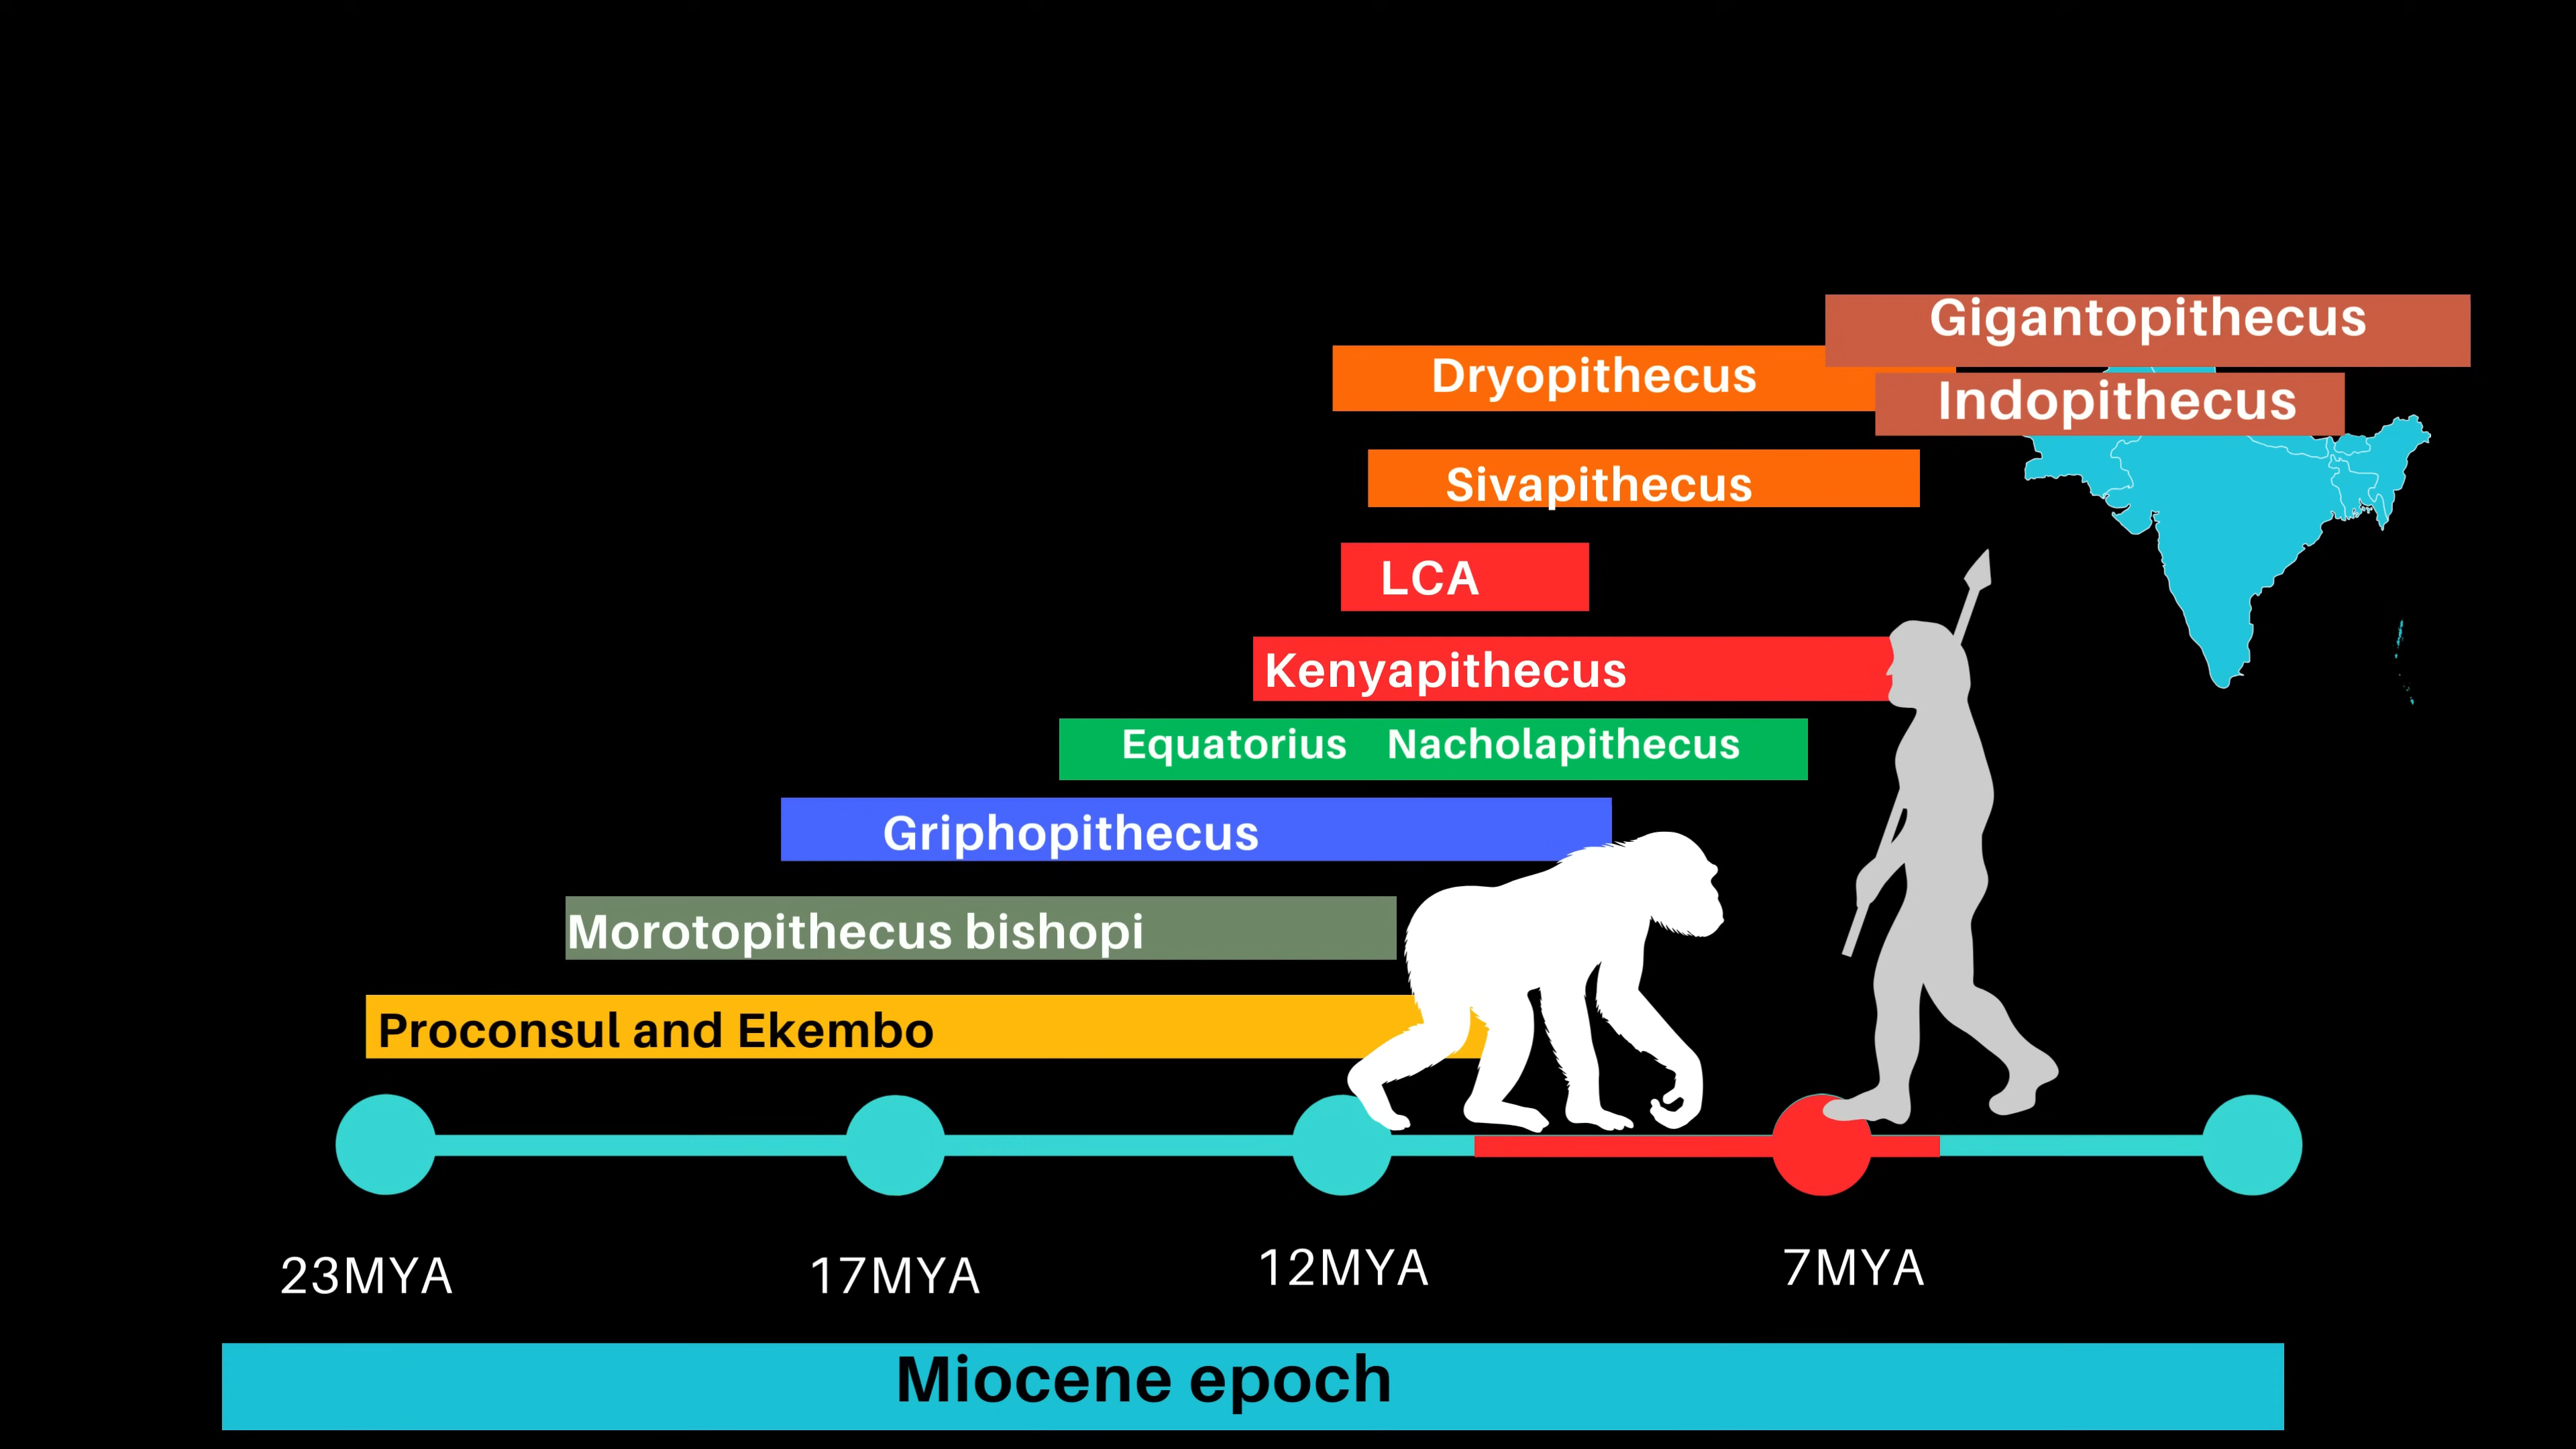 Gigantopithecus
Dryopithecus
Indopithecus
Sivapithecus
LCA
Kenyapithecus
Equatorius Nacholapithecus
Griphopithecus
Morotopithecus bishopi
Proconsul and Ekembo
23MYA 17MYA 12MYA 7MYA
Miocene epoch